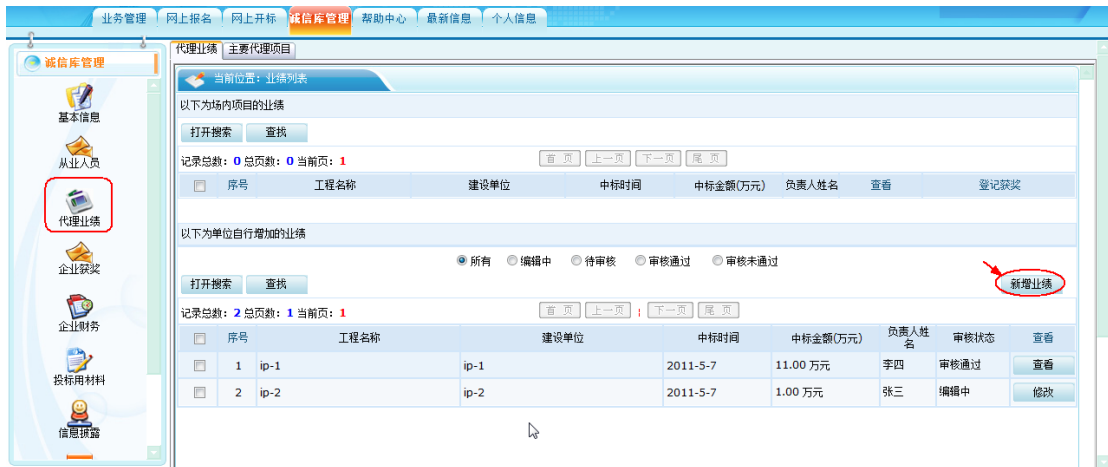 业务管理 网上报名 网上开标 诚信库管理 帮助中心 最新信息 个人信息
诚信库管理
基本信息
从业人员
代理业绩
企业获奖
企业财务
投标用材料
信息披露
代理业绩 主要代理项目
当前位置：业绩列表
以下为场内项目的业绩
打开搜索 查找
记录总数：0 总页数：0 当前页：1 首 页 上一页 下一页 尾 页
序号 工程名称 建设单位 中标时间 中标金额(万元) 负责人姓名 查看 登记获奖
以下为单位自行增加的业绩
所有 编辑中 待审核 审核通过 审核未通过
打开搜索 查找 新增业绩
记录总数：2 总页数：1 当前页：1 首 页 上一页 ; 下一页 尾 页
序号 工程名称 建设单位 中标时间 中标金额(万元) 负责人姓名 审核状态 查看
1 ip-1 ip-1 2011-5-7 11.00 万元 李四 审核通过 查看
2 ip-2 ip-2 2011-5-7 1.00 万元 张三 编辑中 修改